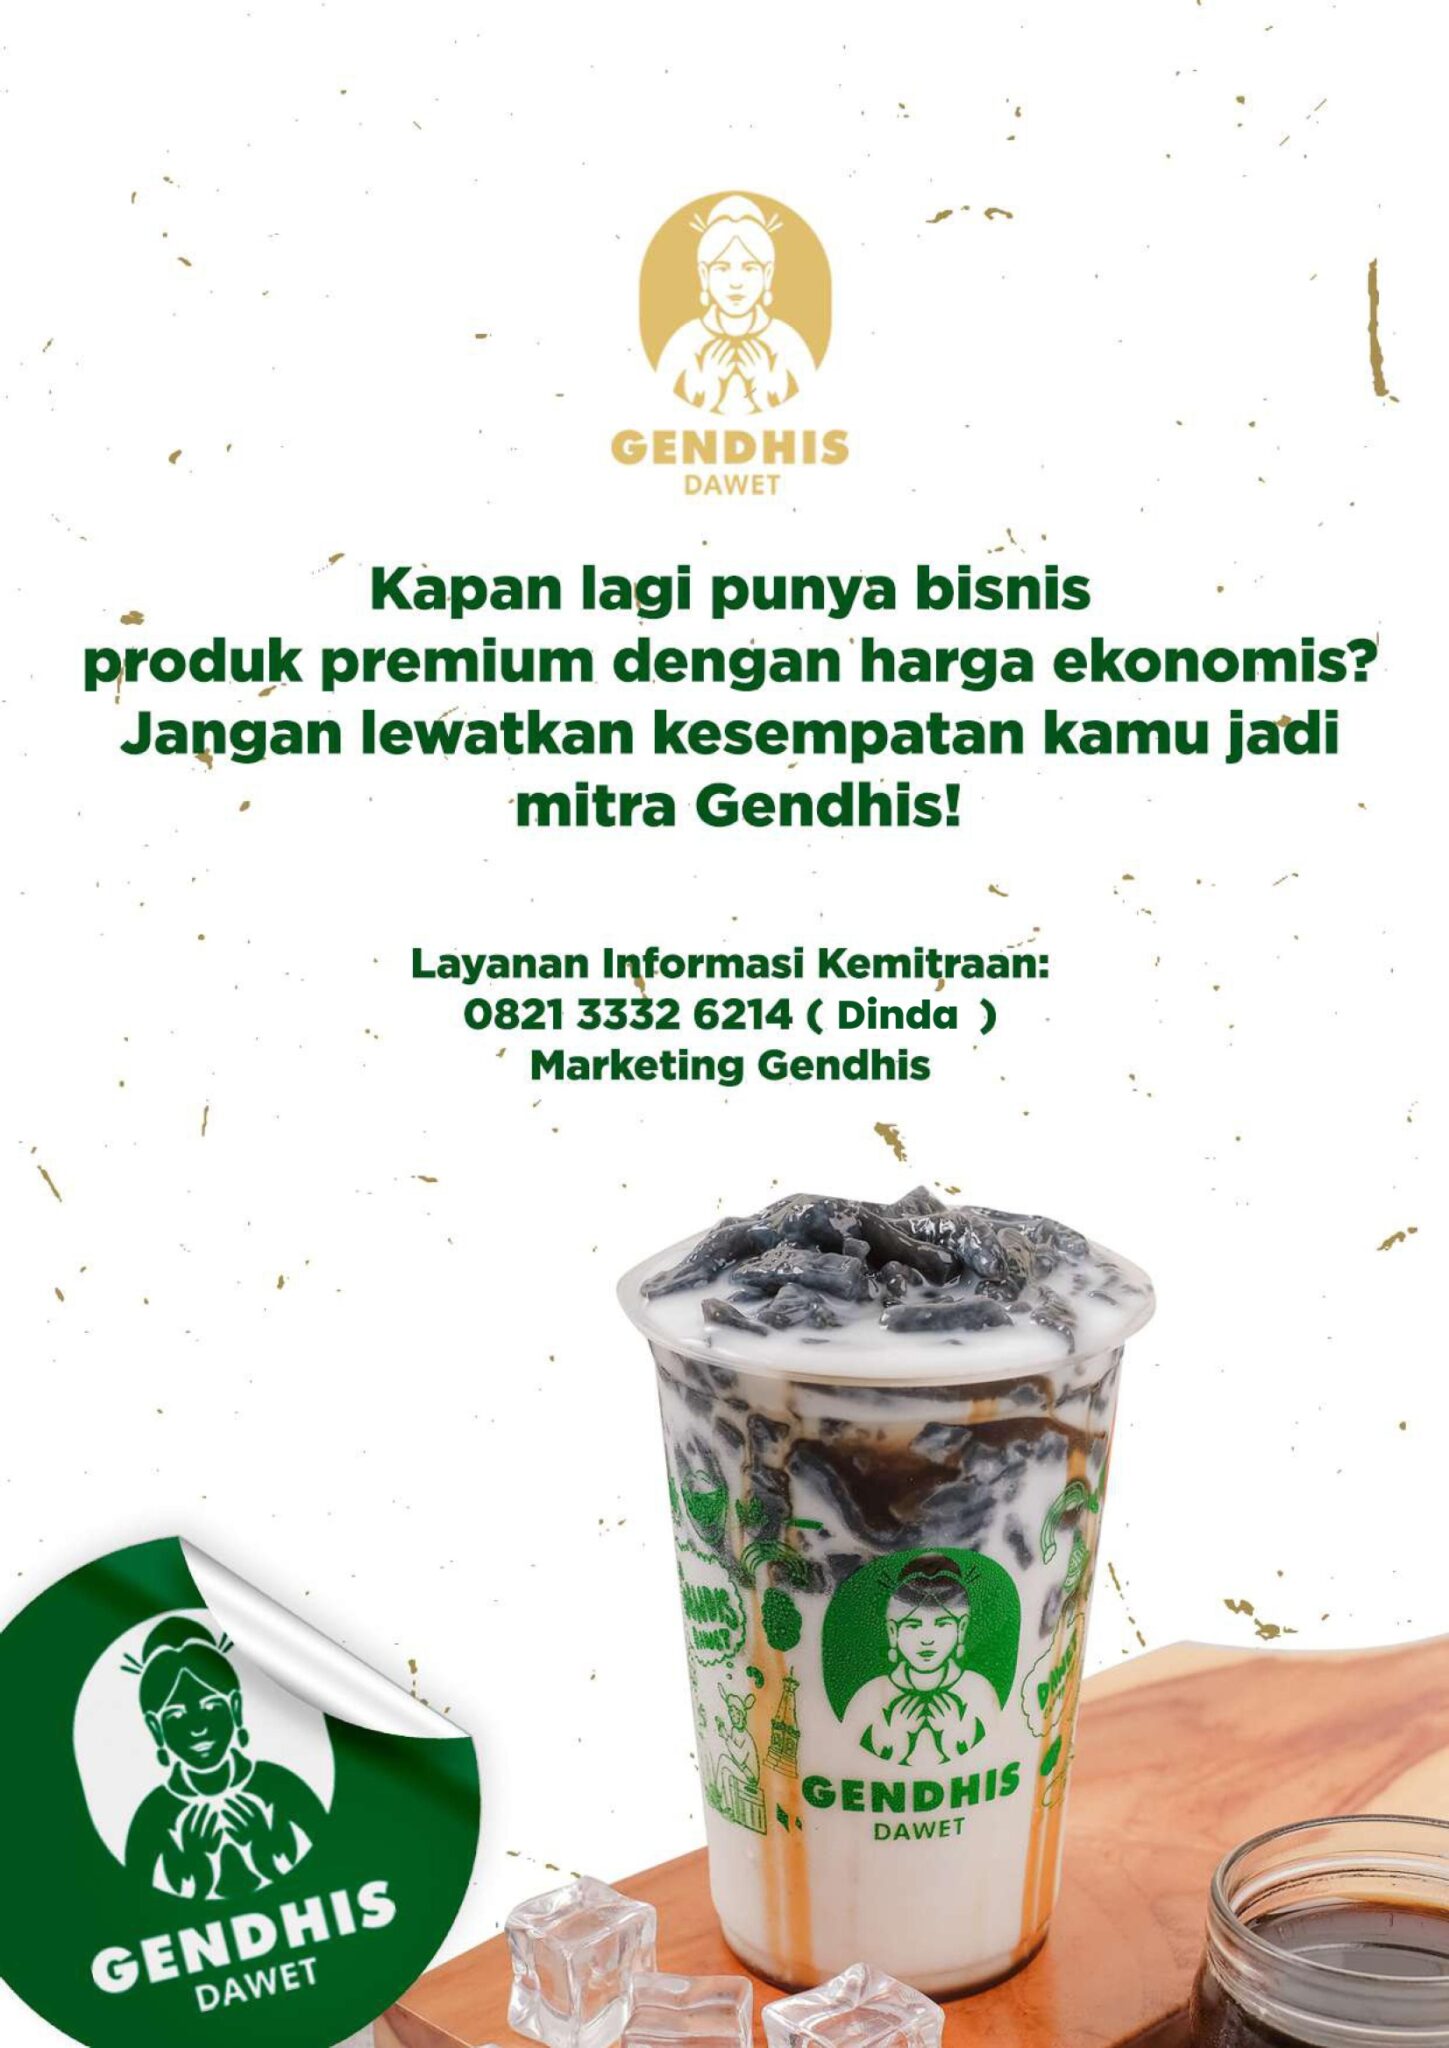 GENDHIS
DAWET
Kapan lagi punya bisnis
produk premium dengan harga ekonomis?
Jangan lewatkan kesempatan kamu jadi
mitra Gendhis!
Layanan Informasi Kemitraan:
0821 3332 6214 ( Dinda )
Marketing Gendhis
GENDHIS
DAWET
GENDHIS
DAWET